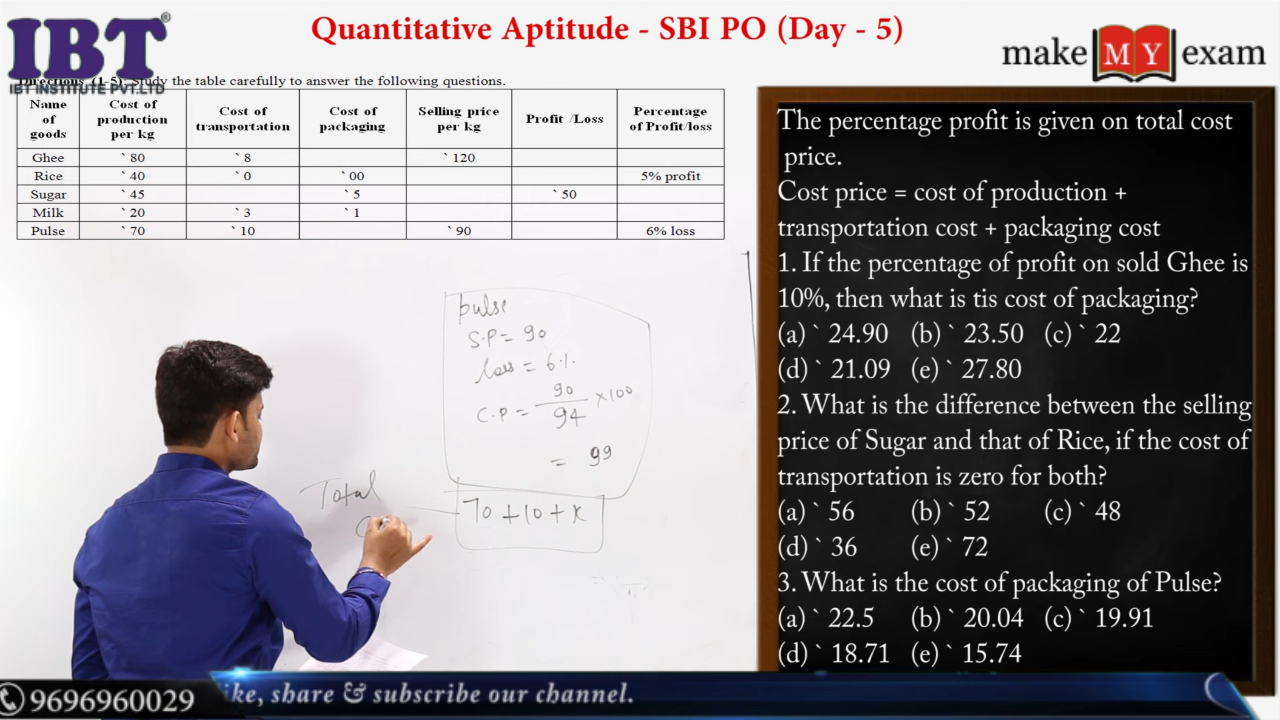 IBT®
IBT INSTITUTE PVT.LTD
Quantitative Aptitude - SBI PO (Day - 5)
make MY exam
Directions (1-5): Study the table carefully to answer the following questions.
Name of goods Cost of production per kg Cost of transportation Cost of packaging Selling price per kg Profit /Loss Percentage of Profit/loss
Ghee ` 80 ` 8 ` 120
Rice ` 40 ` 0 ` 00 5% profit
Sugar ` 45 ` 5 ` 50
Milk ` 20 ` 3 ` 1
Pulse ` 70 ` 10 ` 90 6% loss
pulse
S.P = 90
loss = 6%
C.P = 90/94 ×100
= 99
Total
70 + 10 + x
The percentage profit is given on total cost
price.
Cost price = cost of production +
transportation cost + packaging cost
1. If the percentage of profit on sold Ghee is
10%, then what is tis cost of packaging?
(a) ` 24.90 (b) ` 23.50 (c) ` 22
(d) ` 21.09 (e) ` 27.80
2. What is the difference between the selling
price of Sugar and that of Rice, if the cost of
transportation is zero for both?
(a) ` 56 (b) ` 52 (c) ` 48
(d) ` 36 (e) ` 72
3. What is the cost of packaging of Pulse?
(a) ` 22.5 (b) ` 20.04 (c) ` 19.91
(d) ` 18.71 (e) ` 15.74
9696960029
ike, share & subscribe our channel.